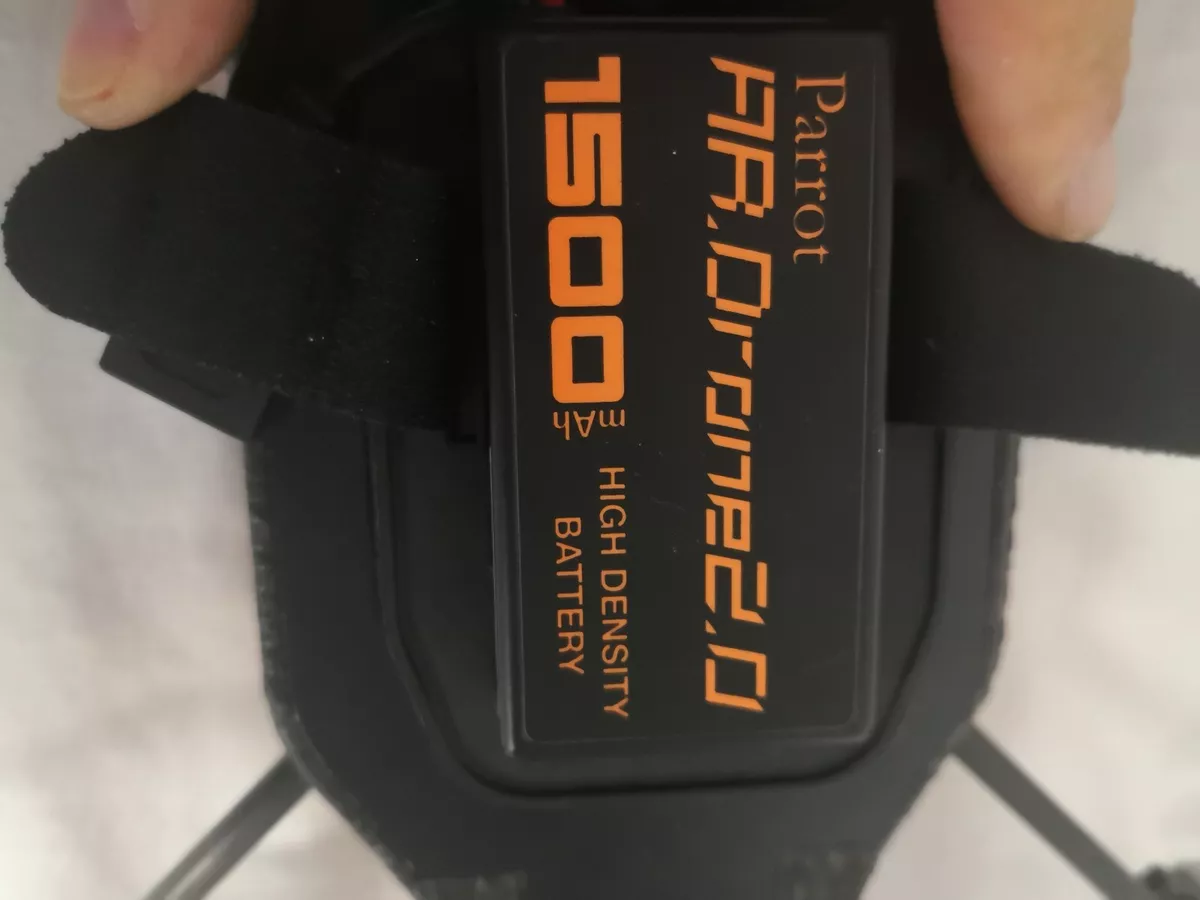 Parrot
AR.Drone2.0
1500 mAh
HIGH DENSITY
BATTERY